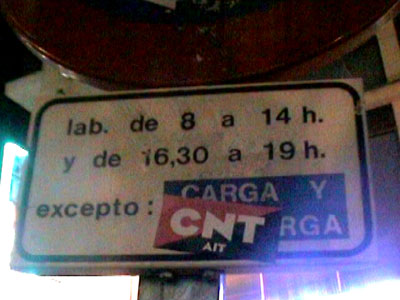 lab. de 8 a 14 h.
y de 16,30 a 19 h.
excepto: CARGA Y
CNT RGA
AIT